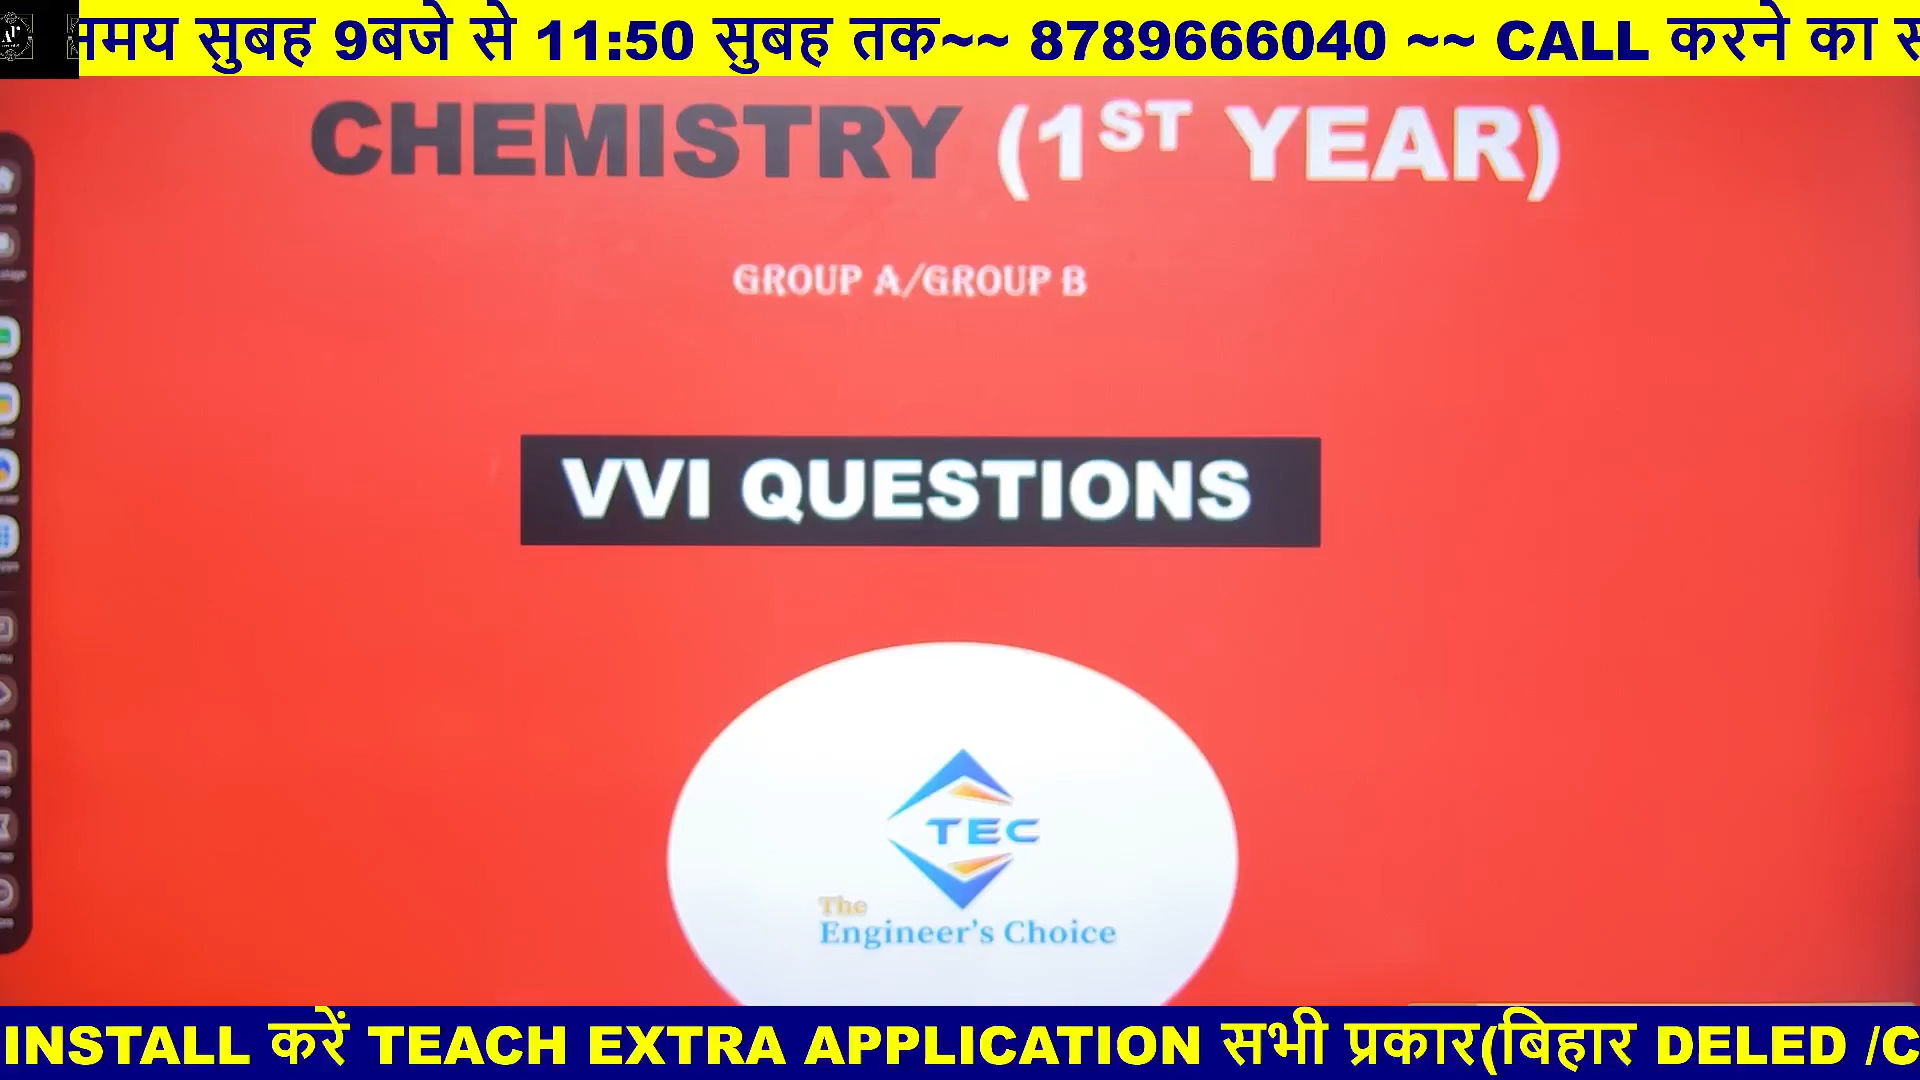 समय सुबह 9बजे से 11:50 सुबह तक~~ 8789666040 ~~ CALL करने का स
CHEMISTRY (1ST YEAR)
GROUP A/GROUP B
VVI QUESTIONS
TEC
The
Engineer's Choice
INSTALL करें TEACH EXTRA APPLICATION सभी प्रकार(बिहार DELED /C